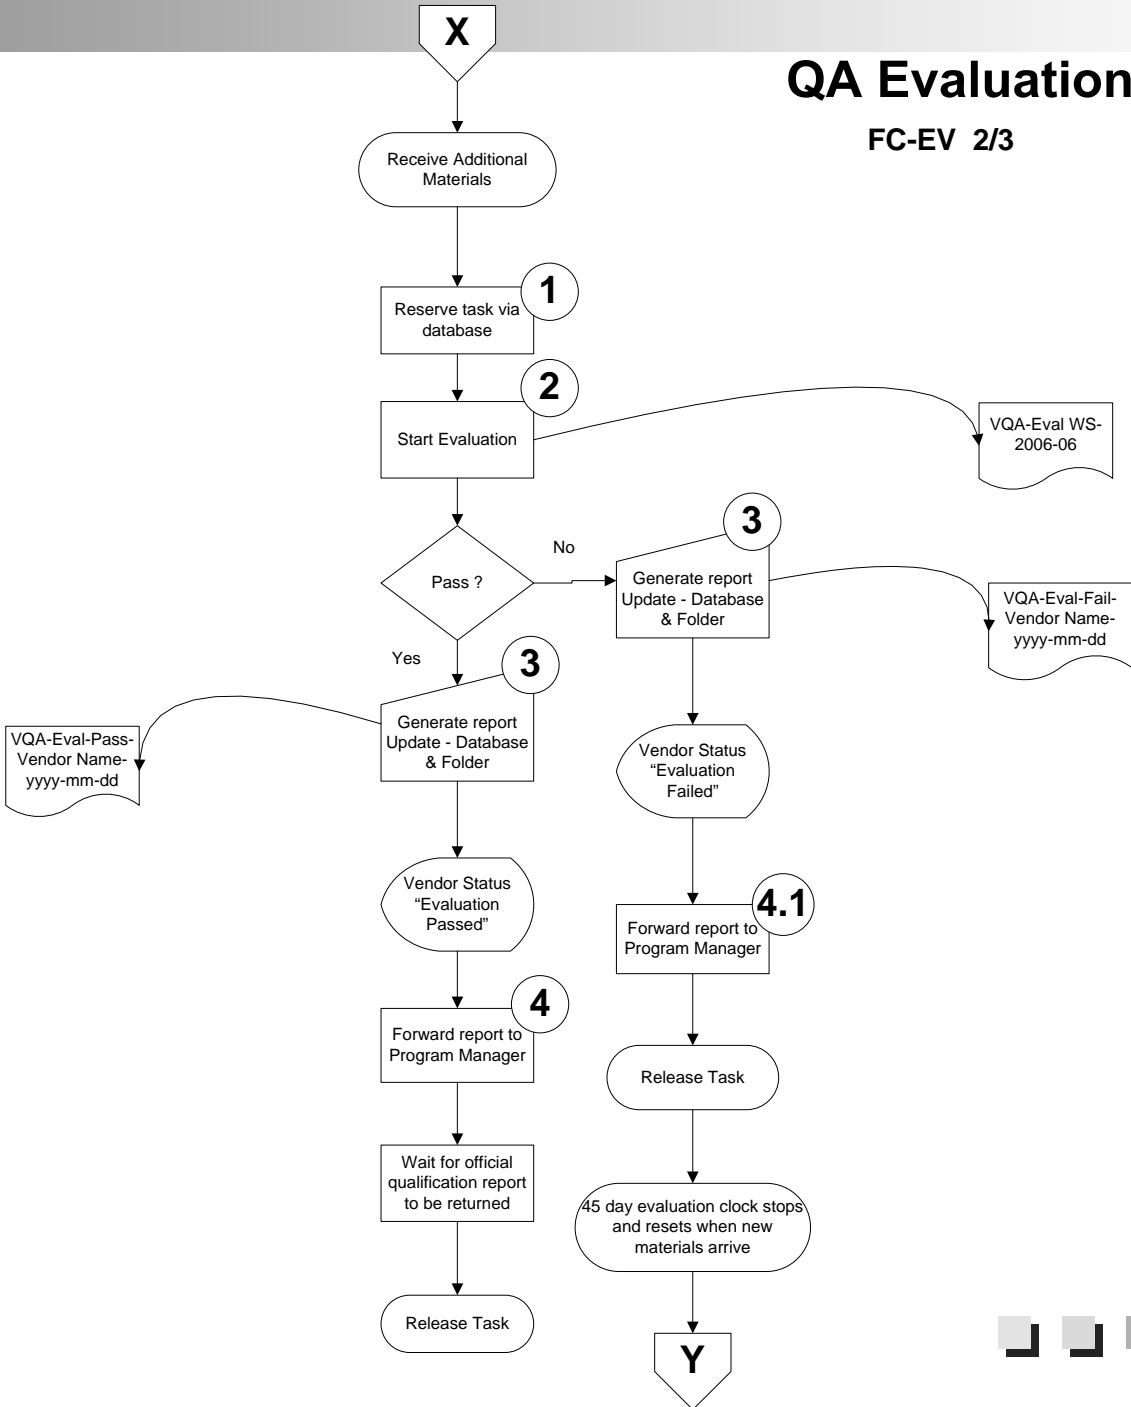 X
QA Evaluation
FC-EV 2/3
Receive Additional
Materials
1
Reserve task via
database
2
Start Evaluation
VQA-Eval WS-
2006-06
Pass ?
No
3
Generate report
Update - Database
& Folder
VQA-Eval-Fail-
Vendor Name-
yyyy-mm-dd
Yes
3
Generate report
Update - Database
& Folder
VQA-Eval-Pass-
Vendor Name-
yyyy-mm-dd
Vendor Status
“Evaluation
Failed”
Vendor Status
“Evaluation
Passed”
4.1
Forward report to
Program Manager
4
Forward report to
Program Manager
Release Task
Wait for official
qualification report
to be returned
45 day evaluation clock stops
and resets when new
materials arrive
Release Task
Y